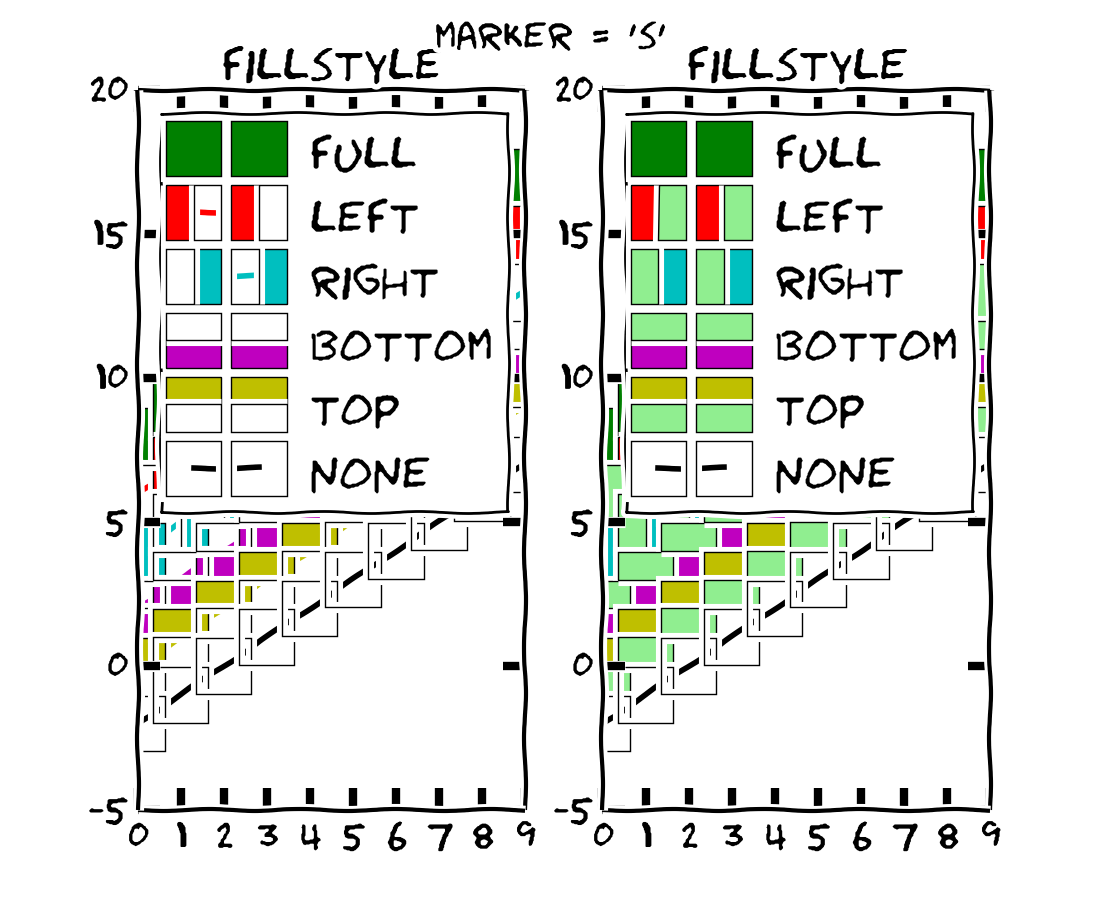 MARKER = 'S'
FILLSTYLE
20
15
10
5
0
-5
0 1 2 3 4 5 6 7 8 9
FULL
LEFT
RIGHT
BOTTOM
TOP
NONE
FILLSTYLE
20
15
10
5
0
-5
0 1 2 3 4 5 6 7 8 9
FULL
LEFT
RIGHT
BOTTOM
TOP
NONE